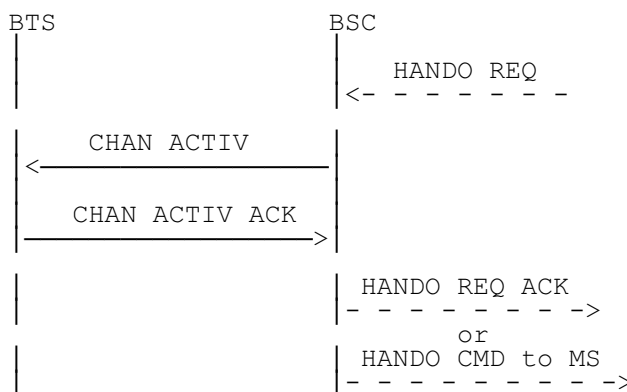 BTS BSC
HANDO REQ
CHAN ACTIV
CHAN ACTIV ACK
HANDO REQ ACK
or
HANDO CMD to MS